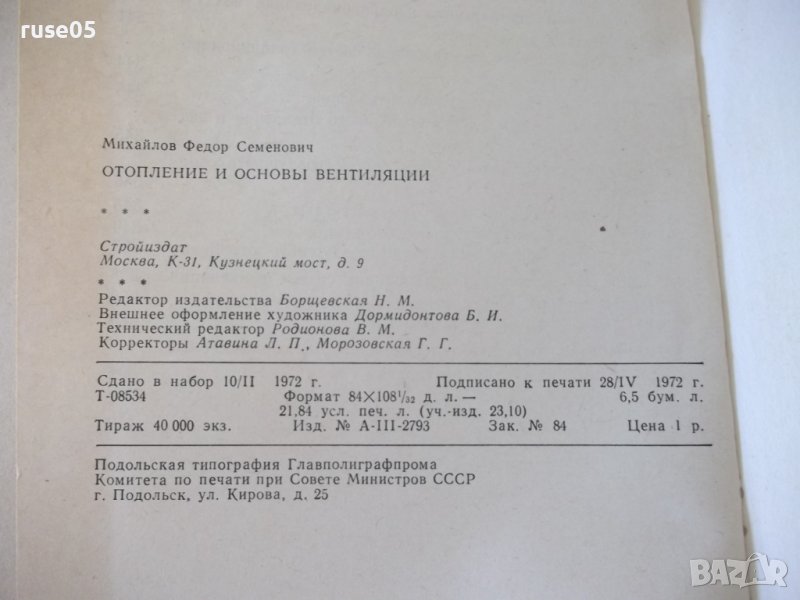 ruse05
Михайлов Федор Семенович
ОТОПЛЕНИЕ И ОСНОВЫ ВЕНТИЛЯЦИИ
* * *
Стройиздат
Москва, К-31, Кузнецкий мост, д. 9
* * *
Редактор издательства Борщевская Н. М.
Внешнее оформление художника Дормидонтова Б. И.
Технический редактор Родионова В. М.
Корректоры Атавина Л. П., Морозовская Г. Г.
Сдано в набор 10/II 1972 г. Подписано к печати 28/IV 1972 г.
Т-08534 Формат 84×108¹/₃₂ д. л. — 6,5 бум. л.
21,84 усл. печ. л. (уч.-изд. 23,10)
Тираж 40 000 экз. Изд. № А-III-2793 Зак. № 84 Цена 1 р.
Подольская типография Главполиграфпрома
Комитета по печати при Совете Министров СССР
г. Подольск, ул. Кирова, д. 25
BAZAR